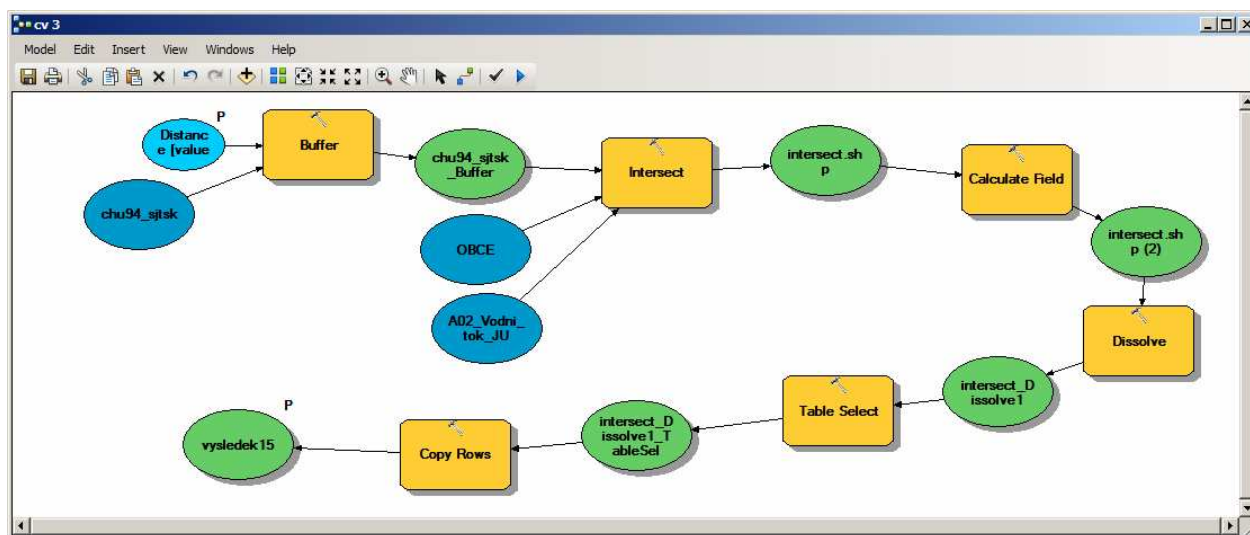 cv 3
Model Edit Insert View Windows Help
P
Distanc
e [value
Buffer
chu94_sjtsk
chu94_sjtsk
_Buffer
OBCE
A02_Vodni_
tok_JU
Intersect
intersect.sh
p
Calculate Field
intersect.sh
p (2)
Dissolve
intersect_D
issolve1
Table Select
intersect_D
issolve1_T
ableSel
Copy Rows
P
vysledek15